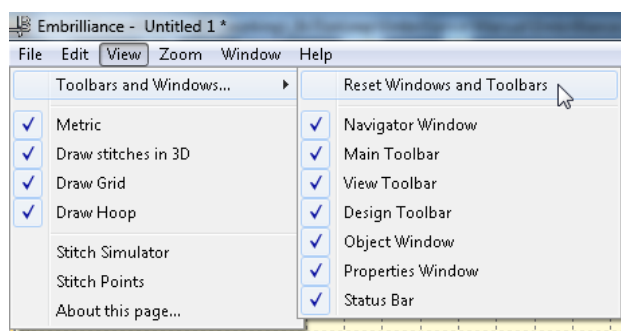 Embrilliance - Untitled 1 *
File Edit View Zoom Window Help
Toolbars and Windows...
Metric
Draw stitches in 3D
Draw Grid
Draw Hoop
Stitch Simulator
Stitch Points
About this page...
Reset Windows and Toolbars
Navigator Window
Main Toolbar
View Toolbar
Design Toolbar
Object Window
Properties Window
Status Bar